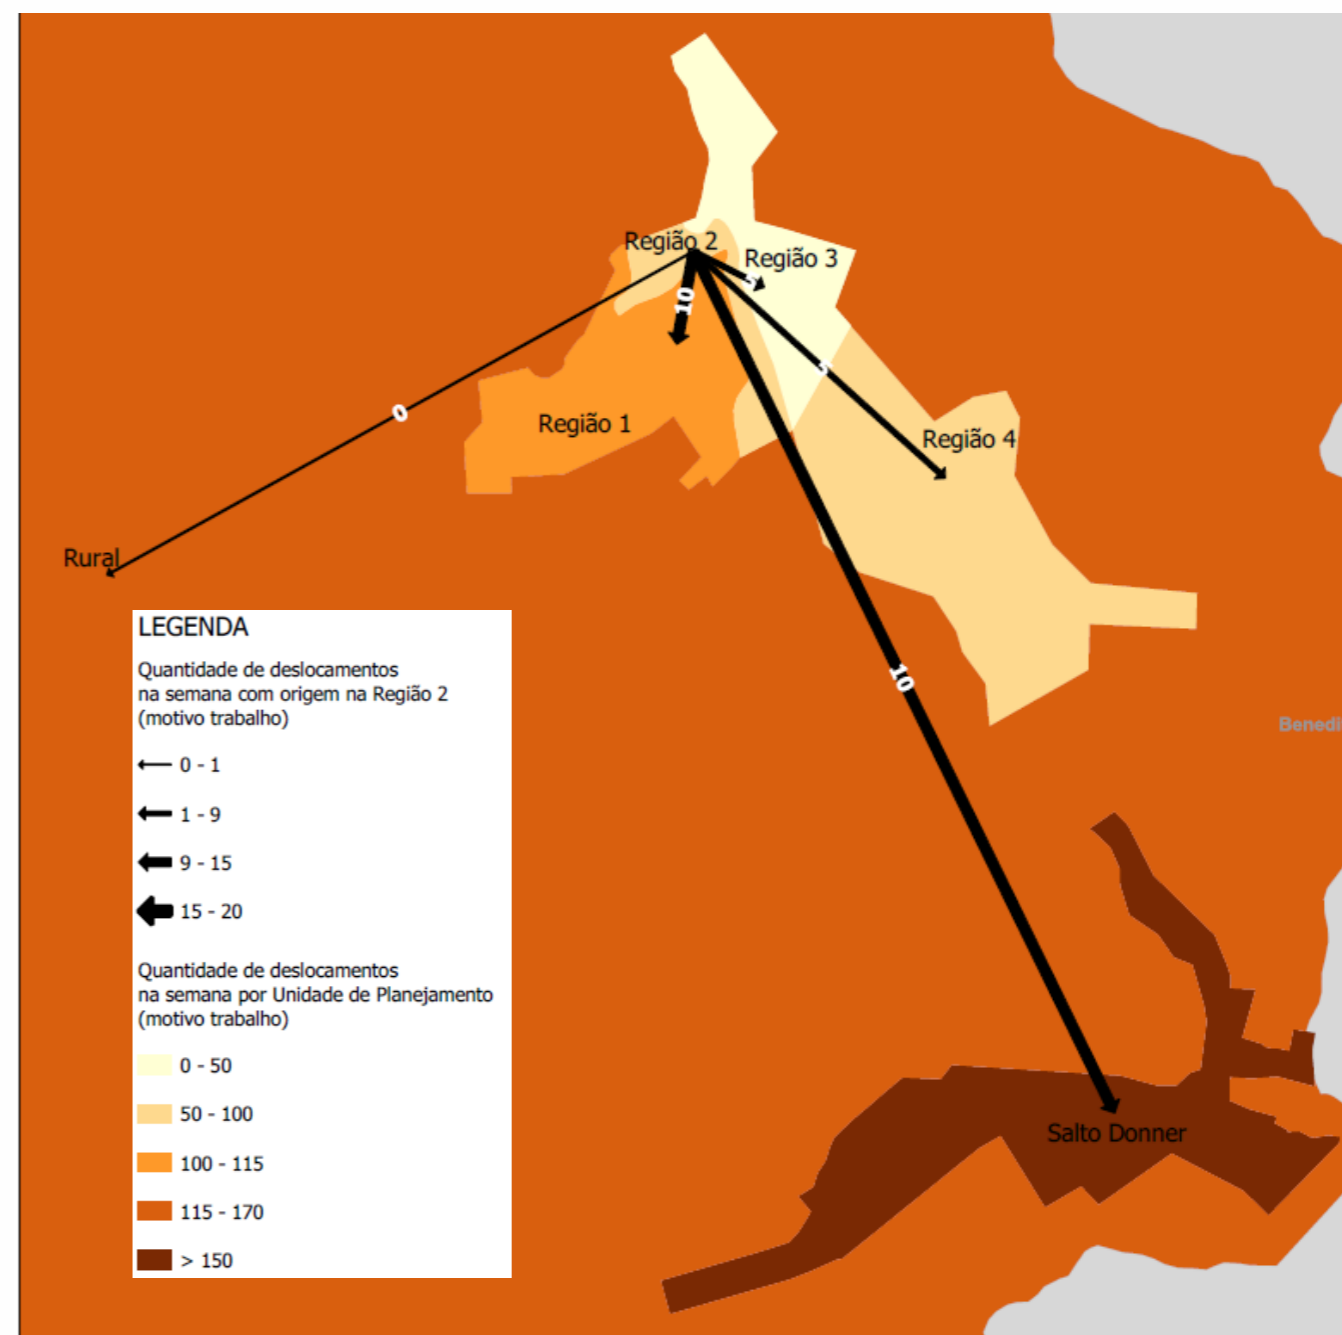 Região 2
Região 3
5
10
5
0
Região 1
Região 4
Rural
10
Benedi
Salto Donner
LEGENDA
Quantidade de deslocamentos
na semana com origem na Região 2
(motivo trabalho)
0 - 1
1 - 9
9 - 15
15 - 20
Quantidade de deslocamentos
na semana por Unidade de Planejamento
(motivo trabalho)
0 - 50
50 - 100
100 - 115
115 - 170
> 150